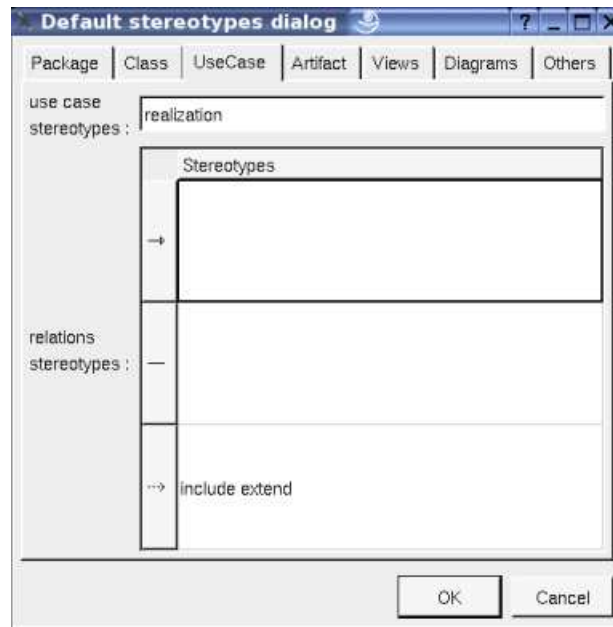 Default stereotypes dialog
Package Class UseCase Artifact Views Diagrams Others
use case
stereotypes :
realization
Stereotypes
relations
stereotypes :
include extend
OK Cancel